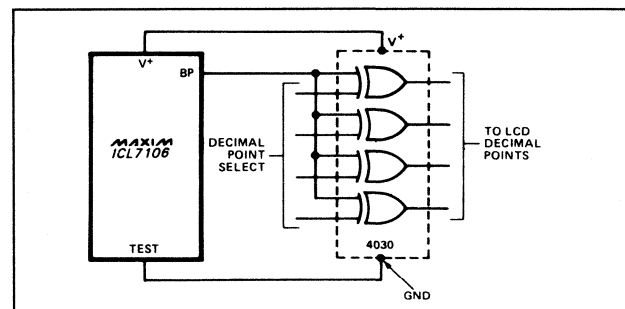 V+
BP
MAXIM
ICL7106
TEST
DECIMAL
POINT
SELECT
V+
4030
GND
TO LCD
DECIMAL
POINTS